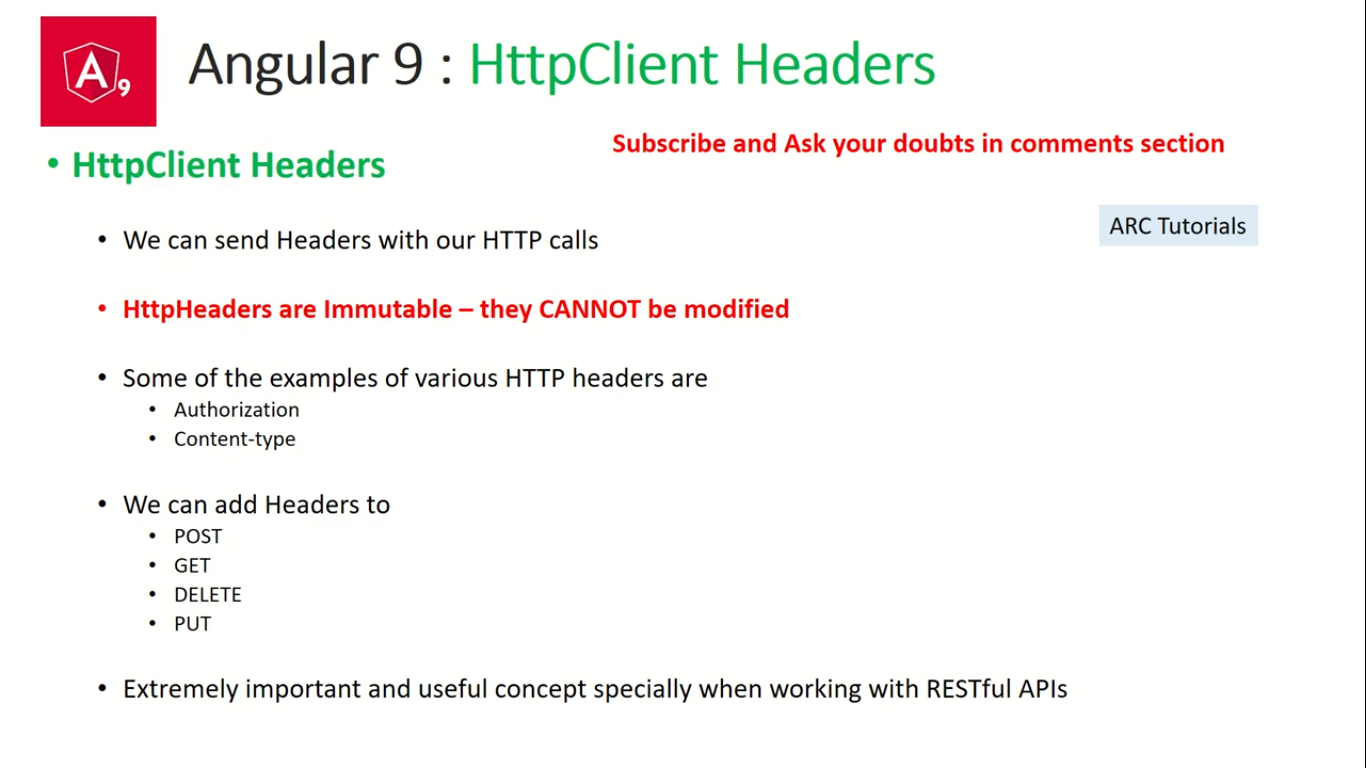 A9
Angular 9 : HttpClient Headers
Subscribe and Ask your doubts in comments section
• HttpClient Headers
ARC Tutorials
• We can send Headers with our HTTP calls
• HttpHeaders are Immutable – they CANNOT be modified
• Some of the examples of various HTTP headers are
• Authorization
• Content-type
• We can add Headers to
• POST
• GET
• DELETE
• PUT
• Extremely important and useful concept specially when working with RESTful APIs